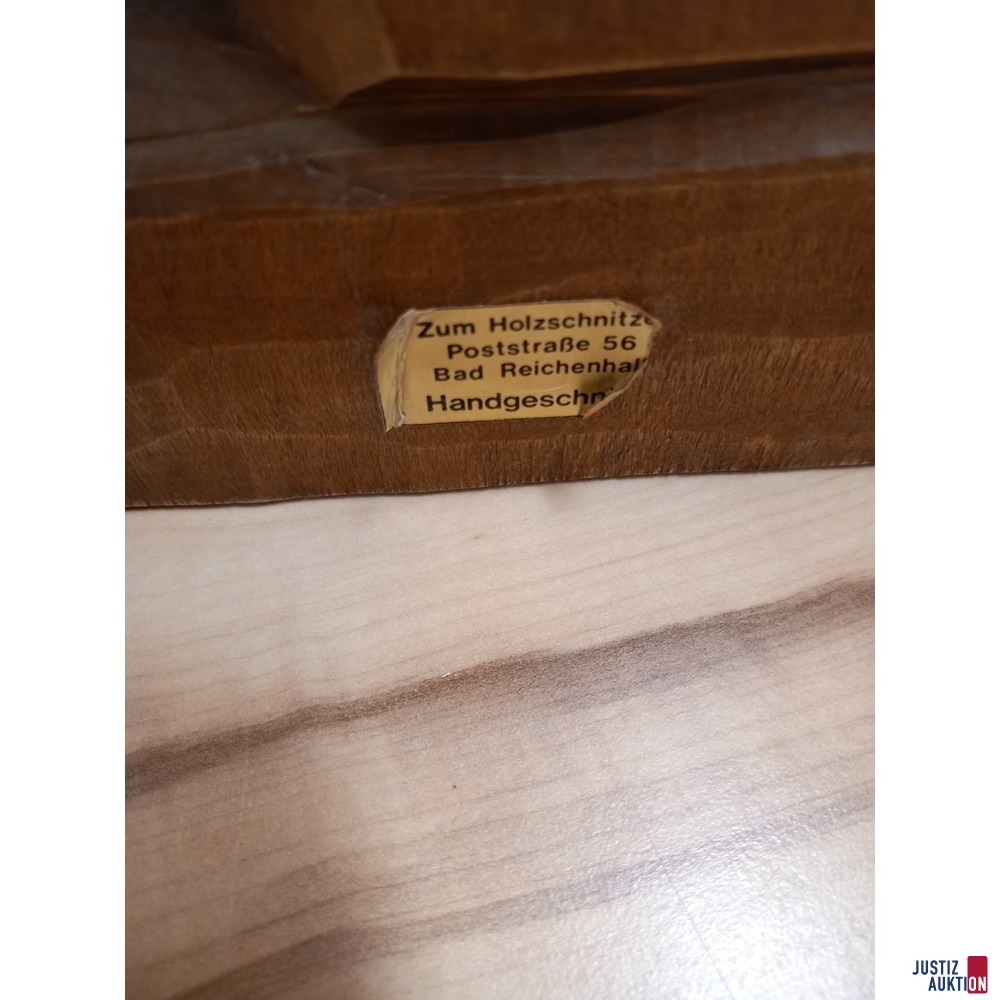 Zum Holzschnitze
Poststraße 56
Bad Reichenhal
Handgeschn
JUSTIZ
AUKTION